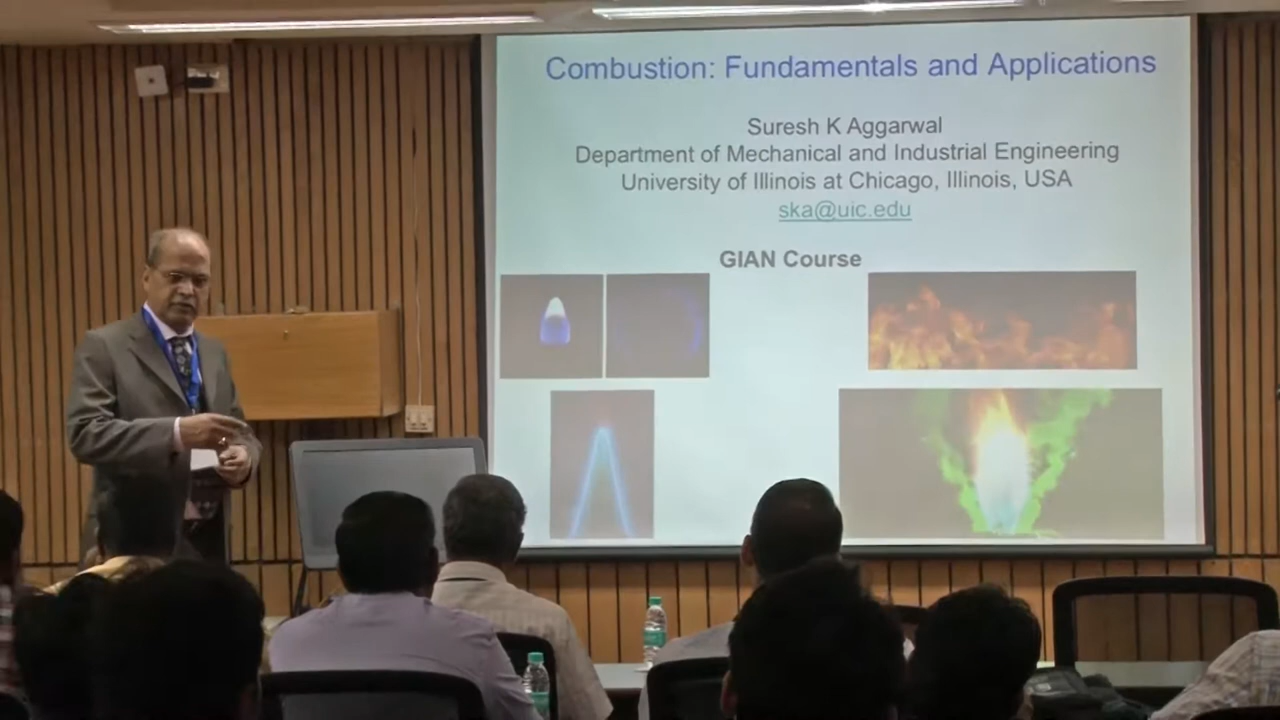 Combustion: Fundamentals and Applications
Suresh K Aggarwal
Department of Mechanical and Industrial Engineering
University of Illinois at Chicago, Illinois, USA
ska@uic.edu
GIAN Course